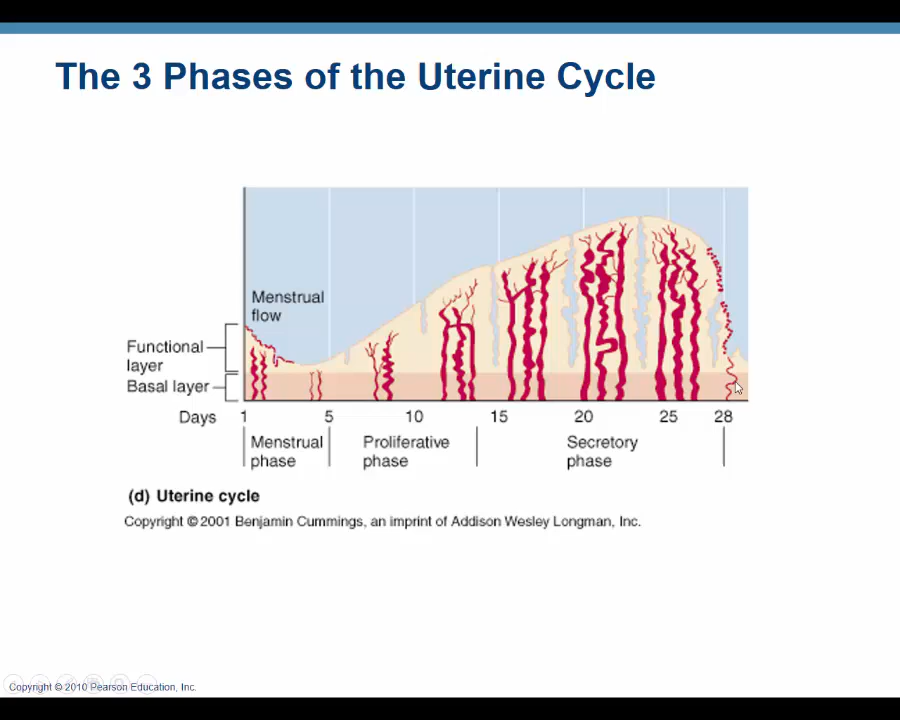 The 3 Phases of the Uterine Cycle
Menstrual
flow
Functional
layer
Basal layer
Days 1 5 10 15 20 25 28
Menstrual
phase
Proliferative
phase
Secretory
phase
(d) Uterine cycle
Copyright © 2001 Benjamin Cummings, an imprint of Addison Wesley Longman, Inc.
Copyright © 2010 Pearson Education, Inc.